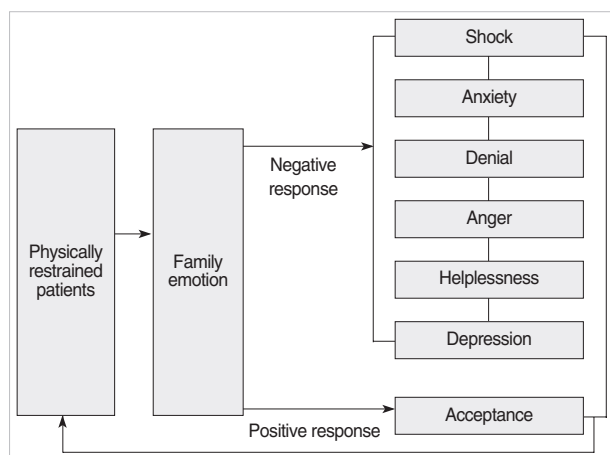 Physically
restrained
patients
Family
emotion
Negative
response
Positive response
Shock
Anxiety
Denial
Anger
Helplessness
Depression
Acceptance